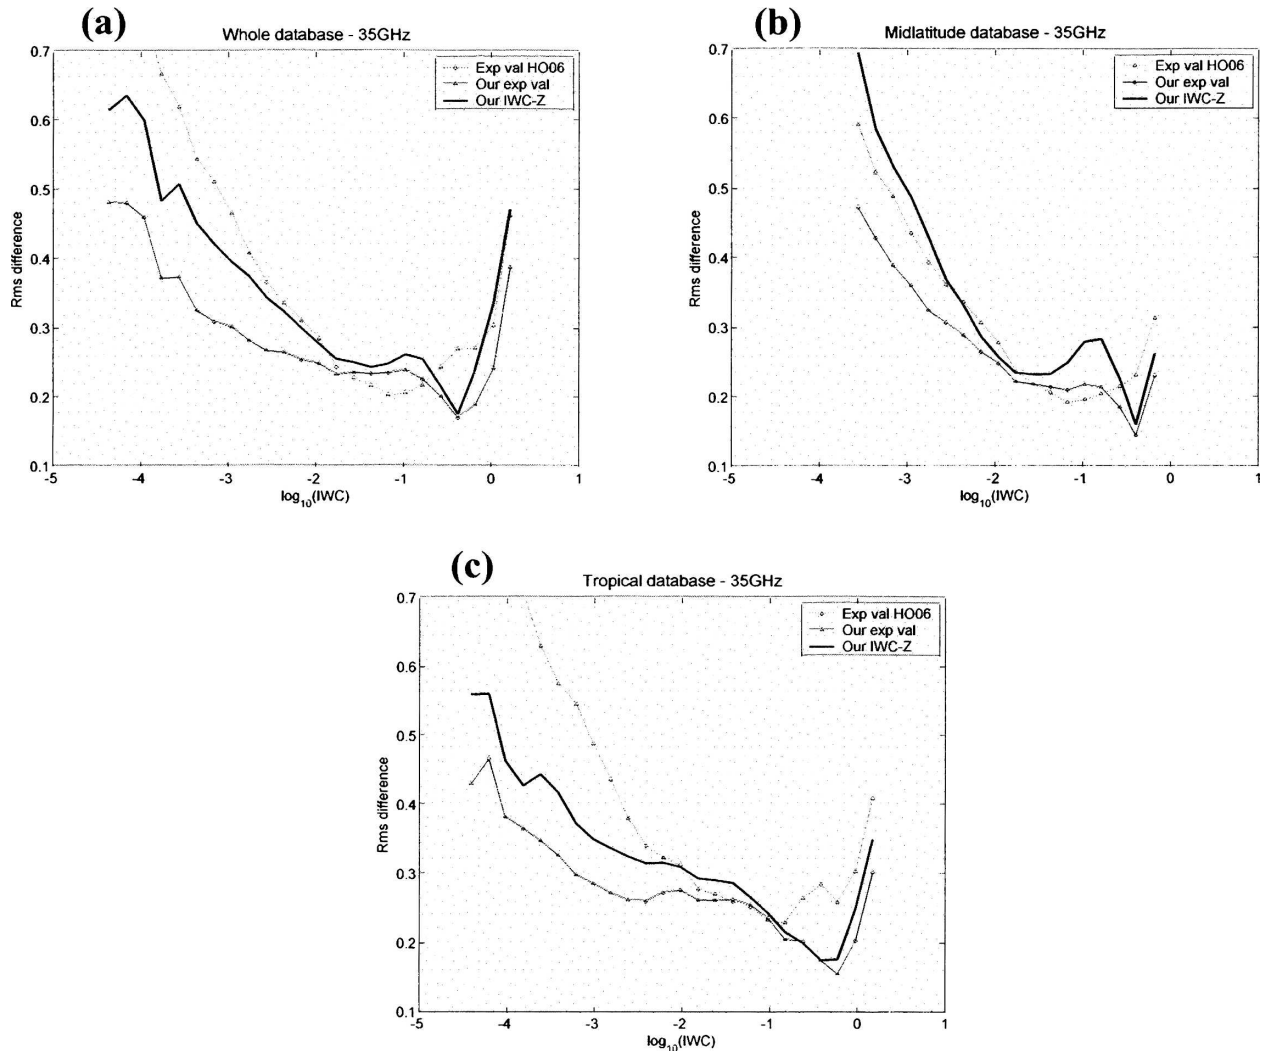 (a)
Whole database - 35GHz
Exp val HO06
Our exp val
Our IWC-Z
0.7
0.6
0.5
0.4
0.3
0.2
0.1
Rms difference
-5
-4
-3
-2
-1
0
1
log10(IWC)
(b)
Midlatitude database - 35GHz
Exp val HO06
Our exp val
Our IWC-Z
0.7
0.6
0.5
0.4
0.3
0.2
0.1
Rms difference
-5
-4
-3
-2
-1
0
1
log10(IWC)
(c)
Tropical database - 35GHz
Exp val HO06
Our exp val
Our IWC-Z
0.7
0.6
0.5
0.4
0.3
0.2
0.1
Rms difference
-5
-4
-3
-2
-1
0
1
log10(IWC)